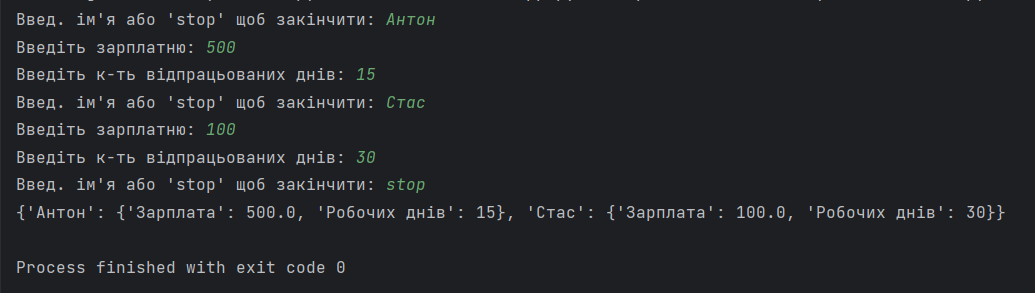 Введ. ім'я або 'stop' щоб закінчити: Антон
Введіть зарплатню: 500
Введіть к-ть відпрацьованих днів: 15
Введ. ім'я або 'stop' щоб закінчити: Стас
Введіть зарплатню: 100
Введіть к-ть відпрацьованих днів: 30
Введ. ім'я або 'stop' щоб закінчити: stop
{'Антон': {'Зарплата': 500.0, 'Робочих днів': 15}, 'Стас': {'Зарплата': 100.0, 'Робочих днів': 30}}
Process finished with exit code 0